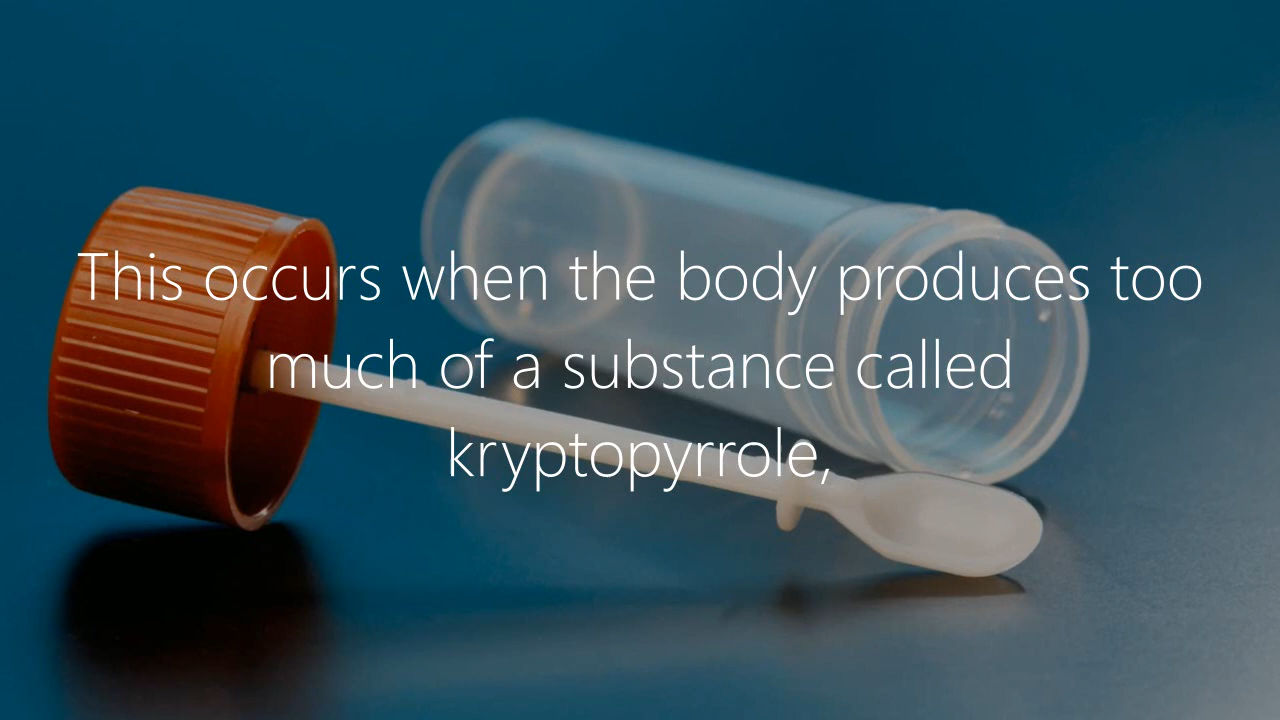 This occurs when the body produces too
much of a substance called
kryptopyrrole,